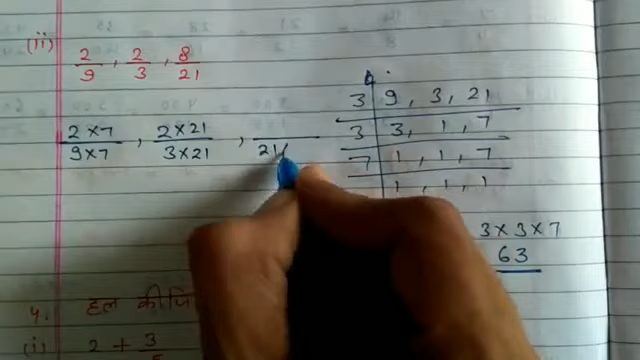 (ii) 2/9 , 2/3 , 8/21
3 | 9 , 3 , 21
2×7/9×7 , 2×21/3×21 , /21
3 | 3 , 1 , 7
7 | 1 , 1 , 7
1 , 1 , 1
3×3×7
63
4. हल
(i) 2 + 3/5